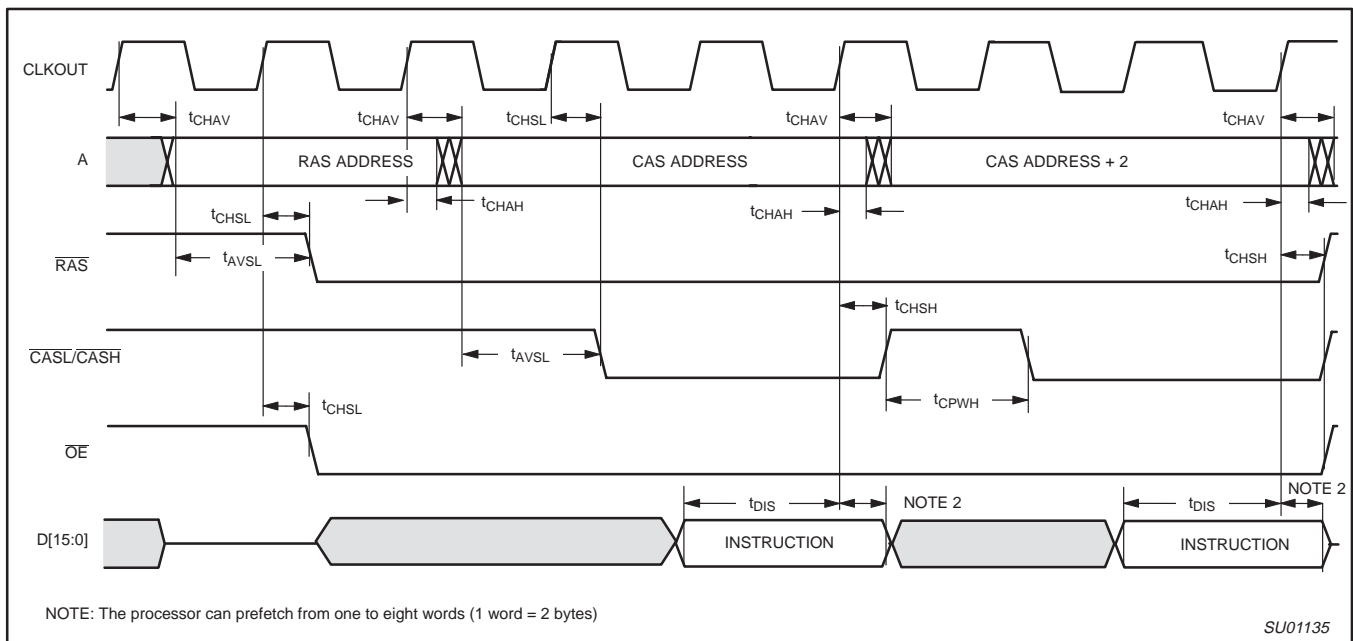 CLKOUT
tCHAV
tCHAV
tCHSL
tCHAV
tCHAV
A
RAS ADDRESS
CAS ADDRESS
CAS ADDRESS + 2
tCHSL
tCHAH
tCHAH
tCHAH
RAS
tAVSL
tCHSH
tCHSH
CASL/CASH
tAVSL
tCPWH
tCHSL
OE
tDIS
NOTE 2
tDIS
NOTE 2
D[15:0]
INSTRUCTION
INSTRUCTION
NOTE: The processor can prefetch from one to eight words (1 word = 2 bytes)
SU01135